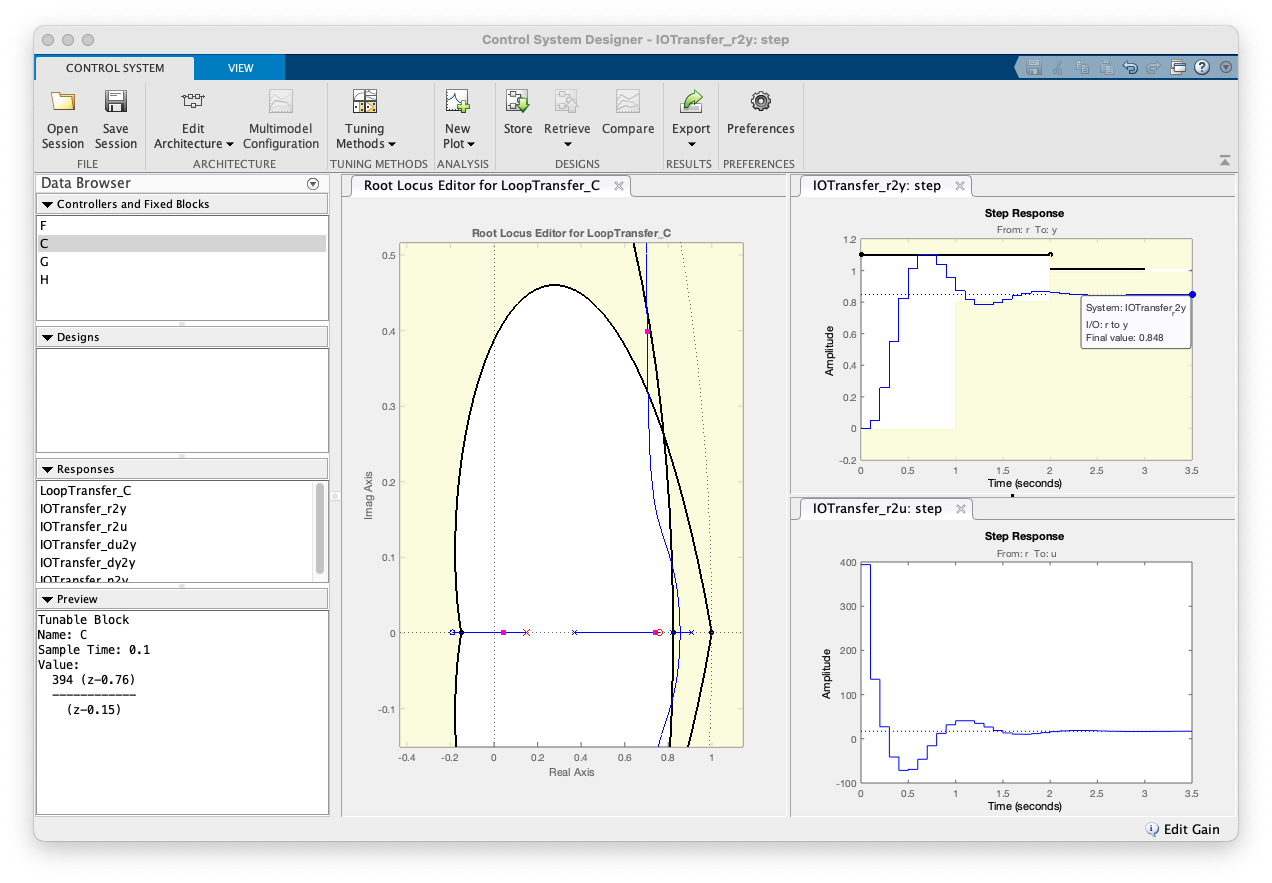 Control System Designer - IOTransfer_r2y: step
CONTROL SYSTEM
VIEW
Open Session
Save Session
Edit Architecture
Multimodel Configuration
Tuning Methods
New Plot
Store
Retrieve
Compare
Export
Preferences
FILE
ARCHITECTURE
TUNING METHODS
ANALYSIS
DESIGNS
RESULTS
PREFERENCES
Data Browser
Controllers and Fixed Blocks
F
C
G
H
Designs
Responses
LoopTransfer_C
IOTransfer_r2y
IOTransfer_r2u
IOTransfer_du2y
IOTransfer_dy2y
IOTransfer_n2y
Preview
Tunable Block
Name: C
Sample Time: 0.1
Value:
394 (z-0.76)
------------
(z-0.15)
Root Locus Editor for LoopTransfer_C
Root Locus Editor for LoopTransfer_C
0.5
0.4
0.3
0.2
0.1
0
-0.1
Imag Axis
-0.4 -0.2 0 0.2 0.4 0.6 0.8 1
Real Axis
IOTransfer_r2y: step
Step Response
From: r To: y
1.2
1
0.8
0.6
0.4
0.2
0
-0.2
Amplitude
System: IOTransfer_r2y
I/O: r to y
Final value: 0.848
0 0.5 1 1.5 2 2.5 3 3.5
Time (seconds)
IOTransfer_r2u: step
Step Response
From: r To: u
400
300
200
100
0
-100
Amplitude
0 0.5 1 1.5 2 2.5 3 3.5
Time (seconds)
Edit Gain